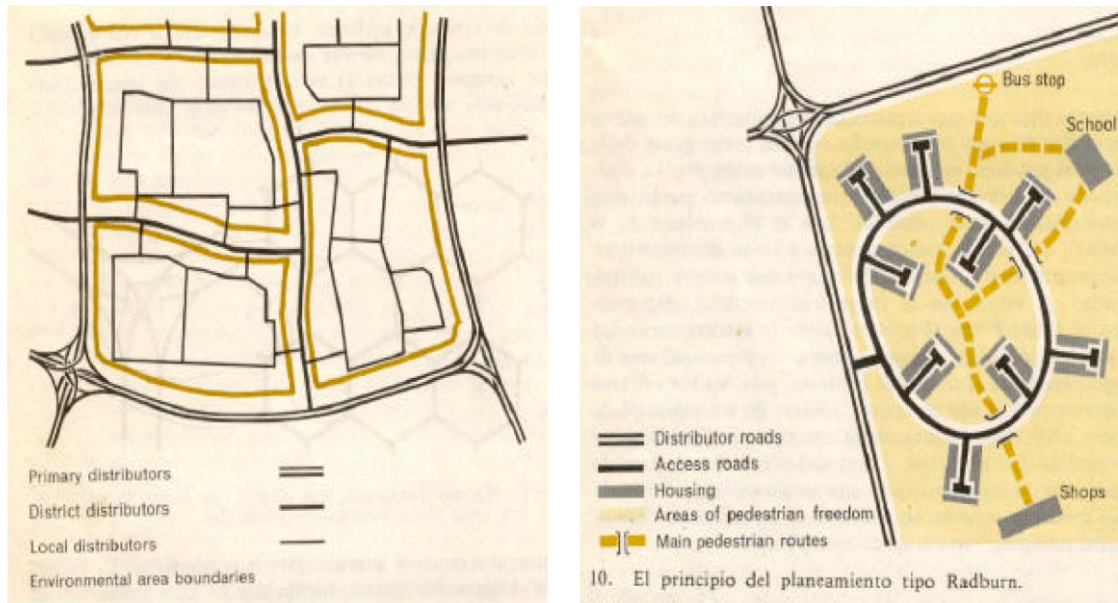 Primary distributors
District distributors
Local distributors
Environmental area boundaries
Bus stop
School
Distributor roads
Access roads
Housing
Areas of pedestrian freedom
Main pedestrian routes
Shops
10. El principio del planeamiento tipo Radburn.